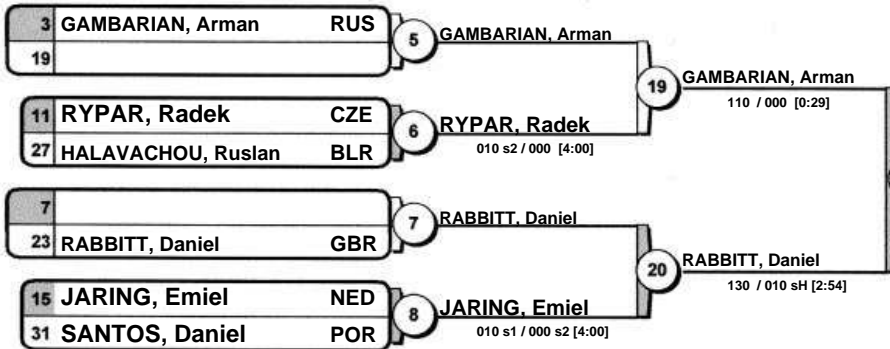 3 GAMBARIAN, Arman RUS
19
5 GAMBARIAN, Arman
11 RYPAR, Radek CZE
27 HALAVACHOU, Ruslan BLR
6 RYPAR, Radek
010 s2 / 000 [4:00]
19 GAMBARIAN, Arman
110 / 000 [0:29]
7
23 RABBITT, Daniel GBR
7 RABBITT, Daniel
15 JARING, Emiel NED
31 SANTOS, Daniel POR
8 JARING, Emiel
010 s1 / 000 s2 [4:00]
20 RABBITT, Daniel
130 / 010 sH [2:54]